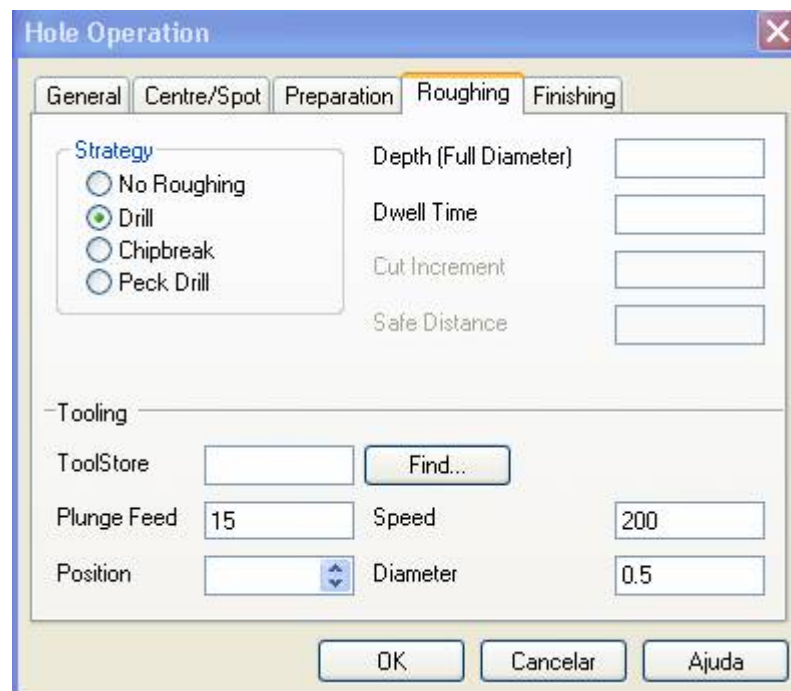 Hole Operation
General Centre/Spot Preparation Roughing Finishing
Strategy
No Roughing
Drill
Chipbreak
Peck Drill
Depth (Full Diameter)
Dwell Time
Cut Increment
Safe Distance
Tooling
ToolStore Find...
Plunge Feed 15 Speed 200
Position Diameter 0.5
OK Cancelar Ajuda